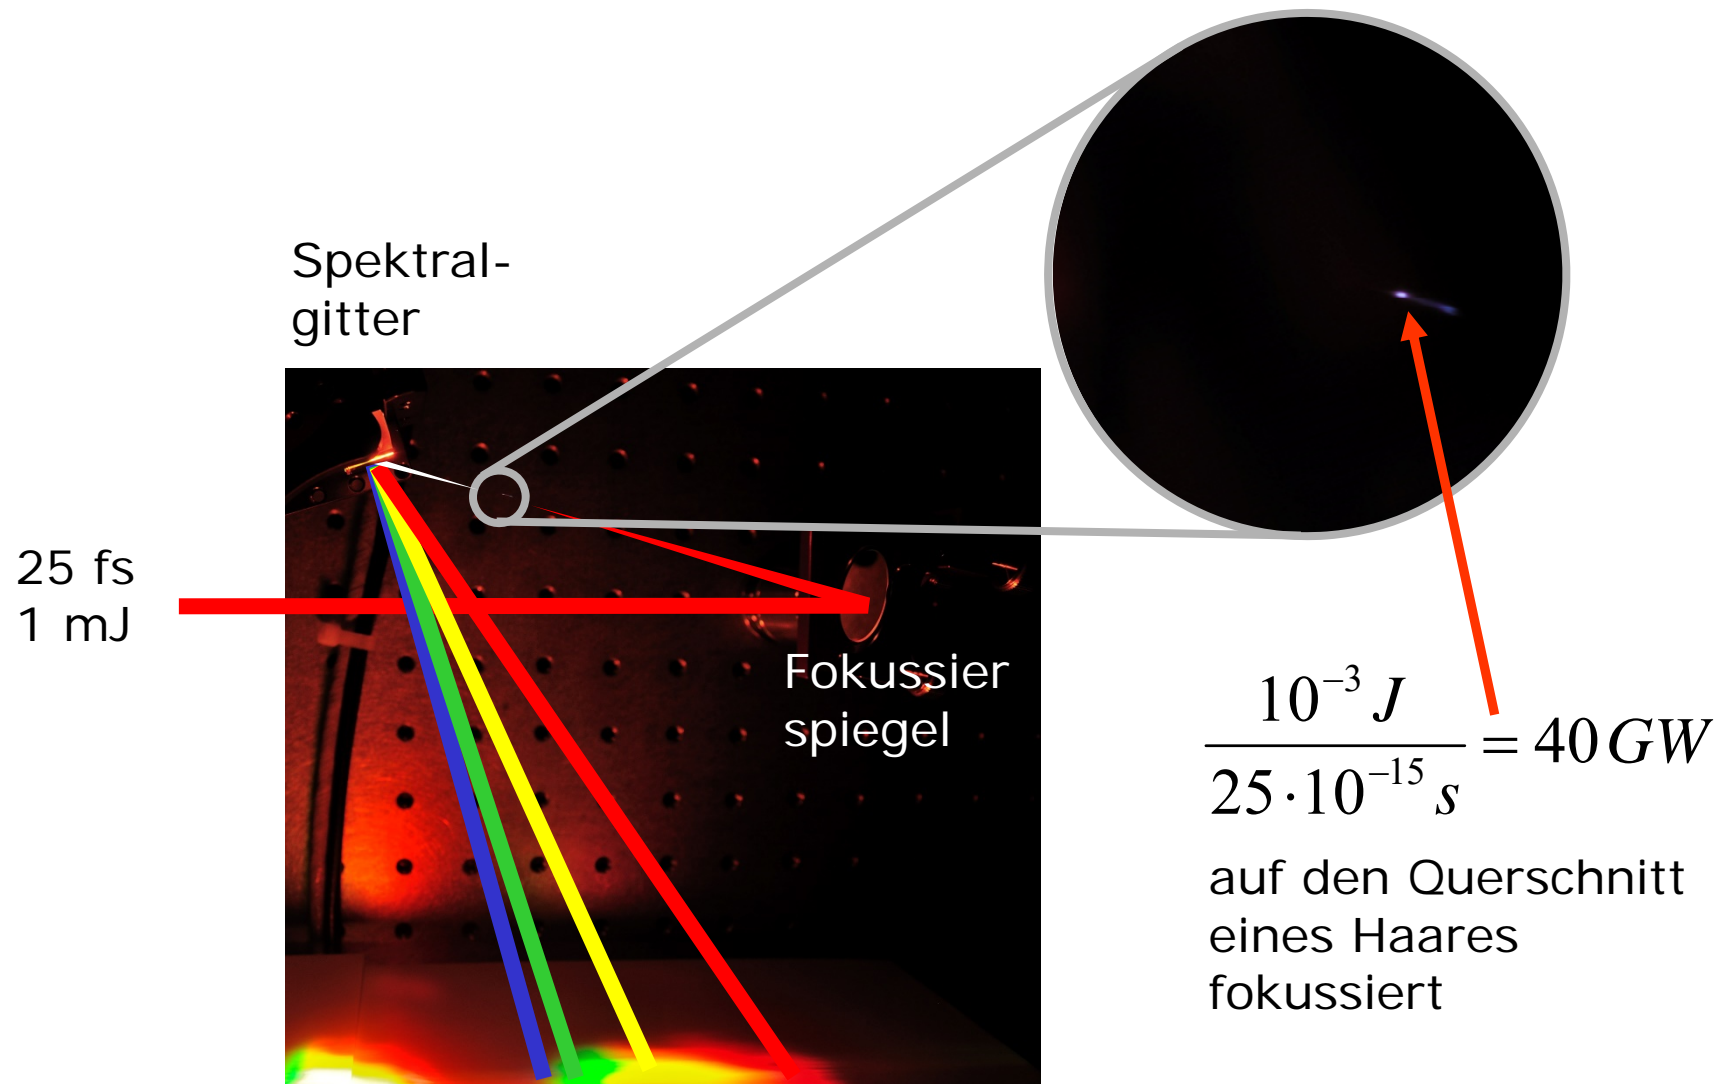 Spektral-
gitter
25 fs
1 mJ
Fokussier
spiegel
10⁻³ J
25·10⁻¹⁵ s
= 40 GW
auf den Querschnitt
eines Haares
fokussiert